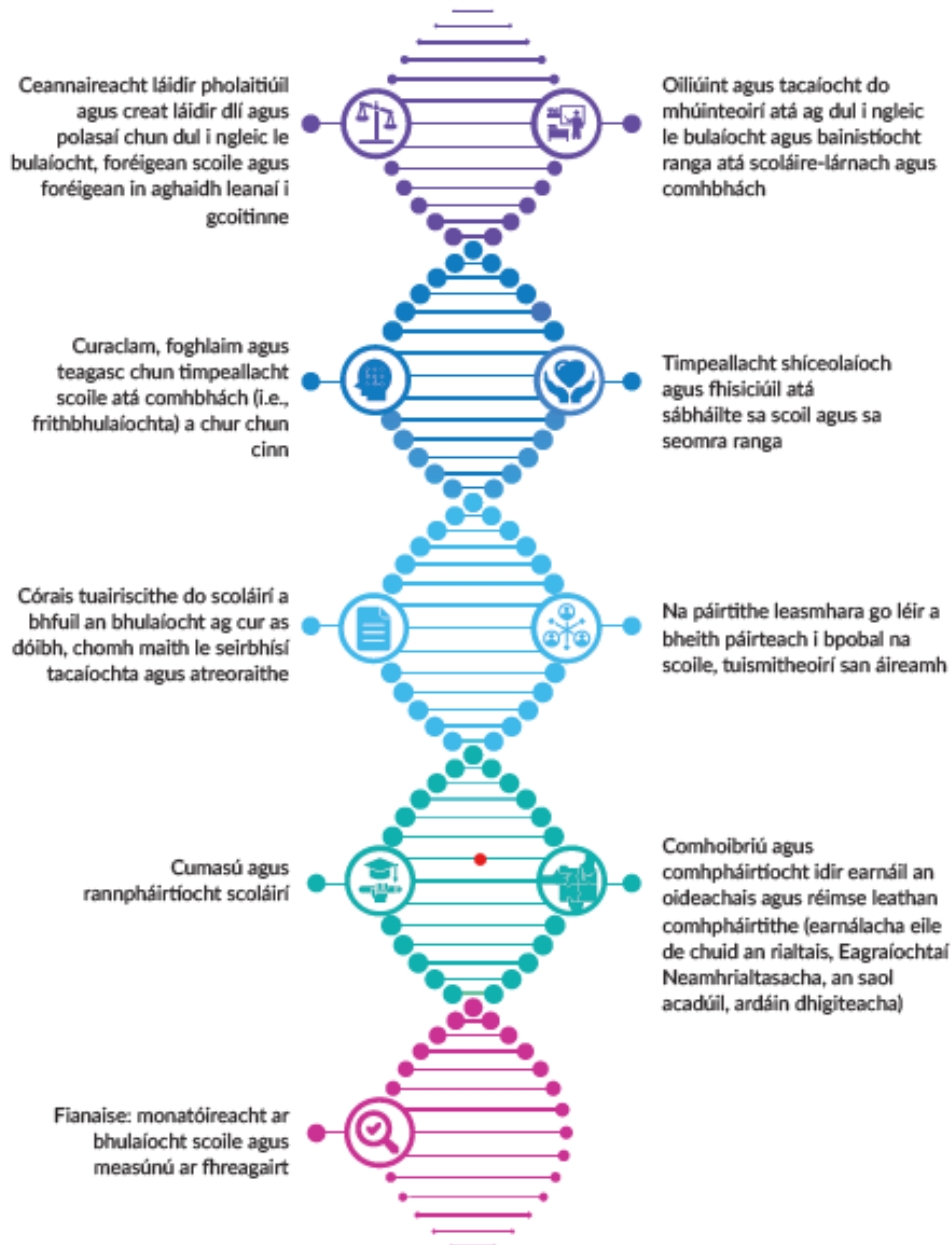 Ceannaireacht láidir pholaitiúil
agus creat láidir dlí agus
polasaí chun dul i ngleic le
bulaíocht, foréigean scoile agus
foréigean in aghaidh leanaí i
gcoitinne
Oiliúint agus tacaíocht do
mhúinteoirí atá ag dul i ngleic
le bulaíocht agus bainistíocht
ranga atá scoláire-lárnach agus
comhbhách
Curaclam, foghlaim agus
teagasc chun timpeallacht
scoile atá comhbhách (i.e.,
frithbhulaíochta) a chur chun
cinn
Timpeallacht shíceolaíoch
agus fhisiciúil atá
sábháilte sa scoil agus sa
seomra ranga
Córais tuairiscithe do scoláirí a
bhfuil an bhulaíocht ag cur as
dóibh, chomh maith le seirbhísí
tacaíochta agus atreoraithe
Na páirtithe leasmhara go léir a
bheith páirteach i bpobal na
scoile, tuismitheoirí san áireamh
Cumasú agus
rannpháirtíocht scoláirí
Comhoibriú agus
comhpháirtíocht idir earnáil an
oideachais agus réimse leathan
comhpháirtithe (earnálacha eile
de chuid an rialtais, Eagraíochtaí
Neamhrialtasacha, an saol
acadúil, ardáin dhigiteacha)
Fianaise: monatóireacht ar
bhulaíocht scoile agus
measúnú ar fhreagairt